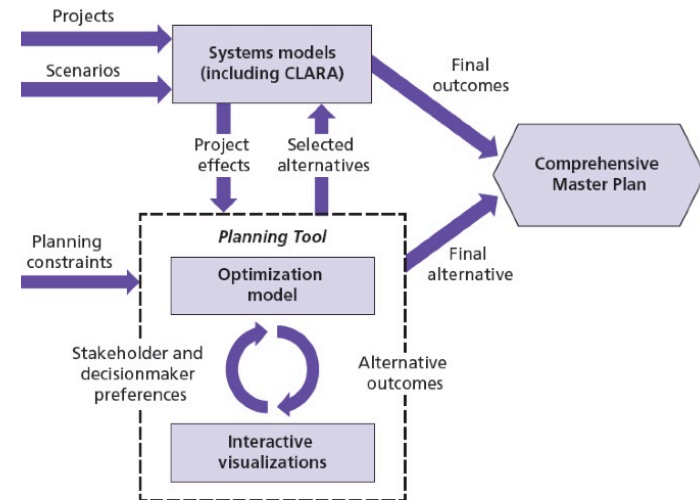 Projects
Scenarios
Systems models
(including CLARA)
Final
outcomes
Project
effects
Selected
alternatives
Comprehensive
Master Plan
Planning
constraints
Planning Tool
Optimization
model
Final
alternative
Stakeholder and
decisionmaker
preferences
Alternative
outcomes
Interactive
visualizations